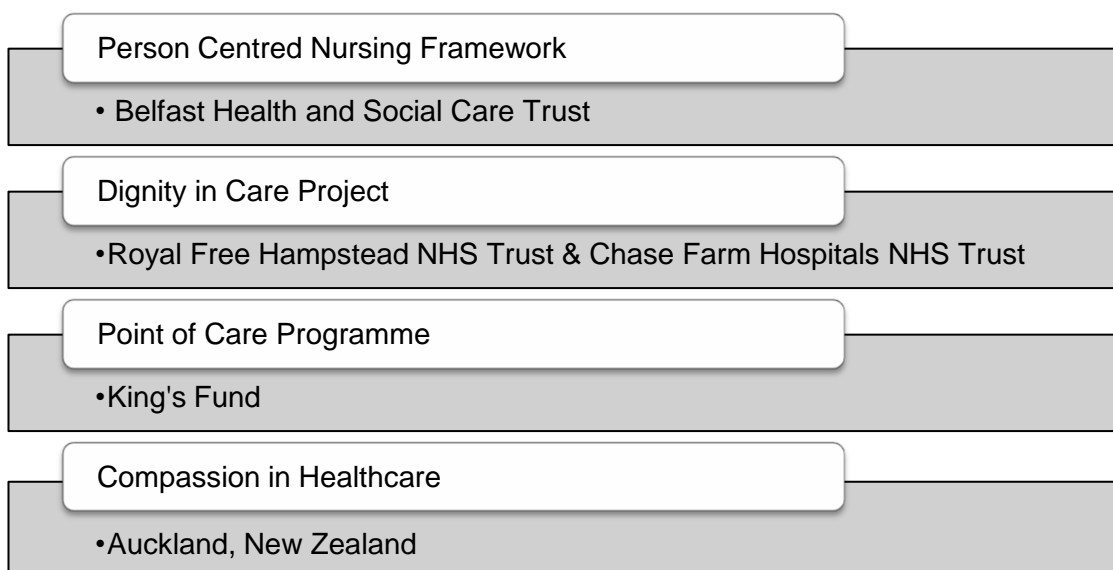 Person Centred Nursing Framework
• Belfast Health and Social Care Trust
Dignity in Care Project
•Royal Free Hampstead NHS Trust & Chase Farm Hospitals NHS Trust
Point of Care Programme
•King's Fund
Compassion in Healthcare
•Auckland, New Zealand